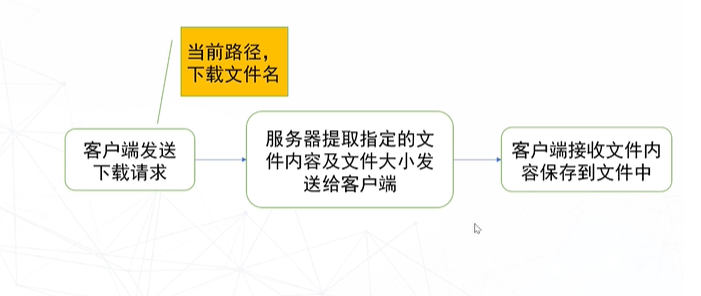 当前路径，
下载文件名
客户端发送
下载请求
服务器提取指定的文
件内容及文件大小发
送给客户端
客户端接收文件内
容保存到文件中